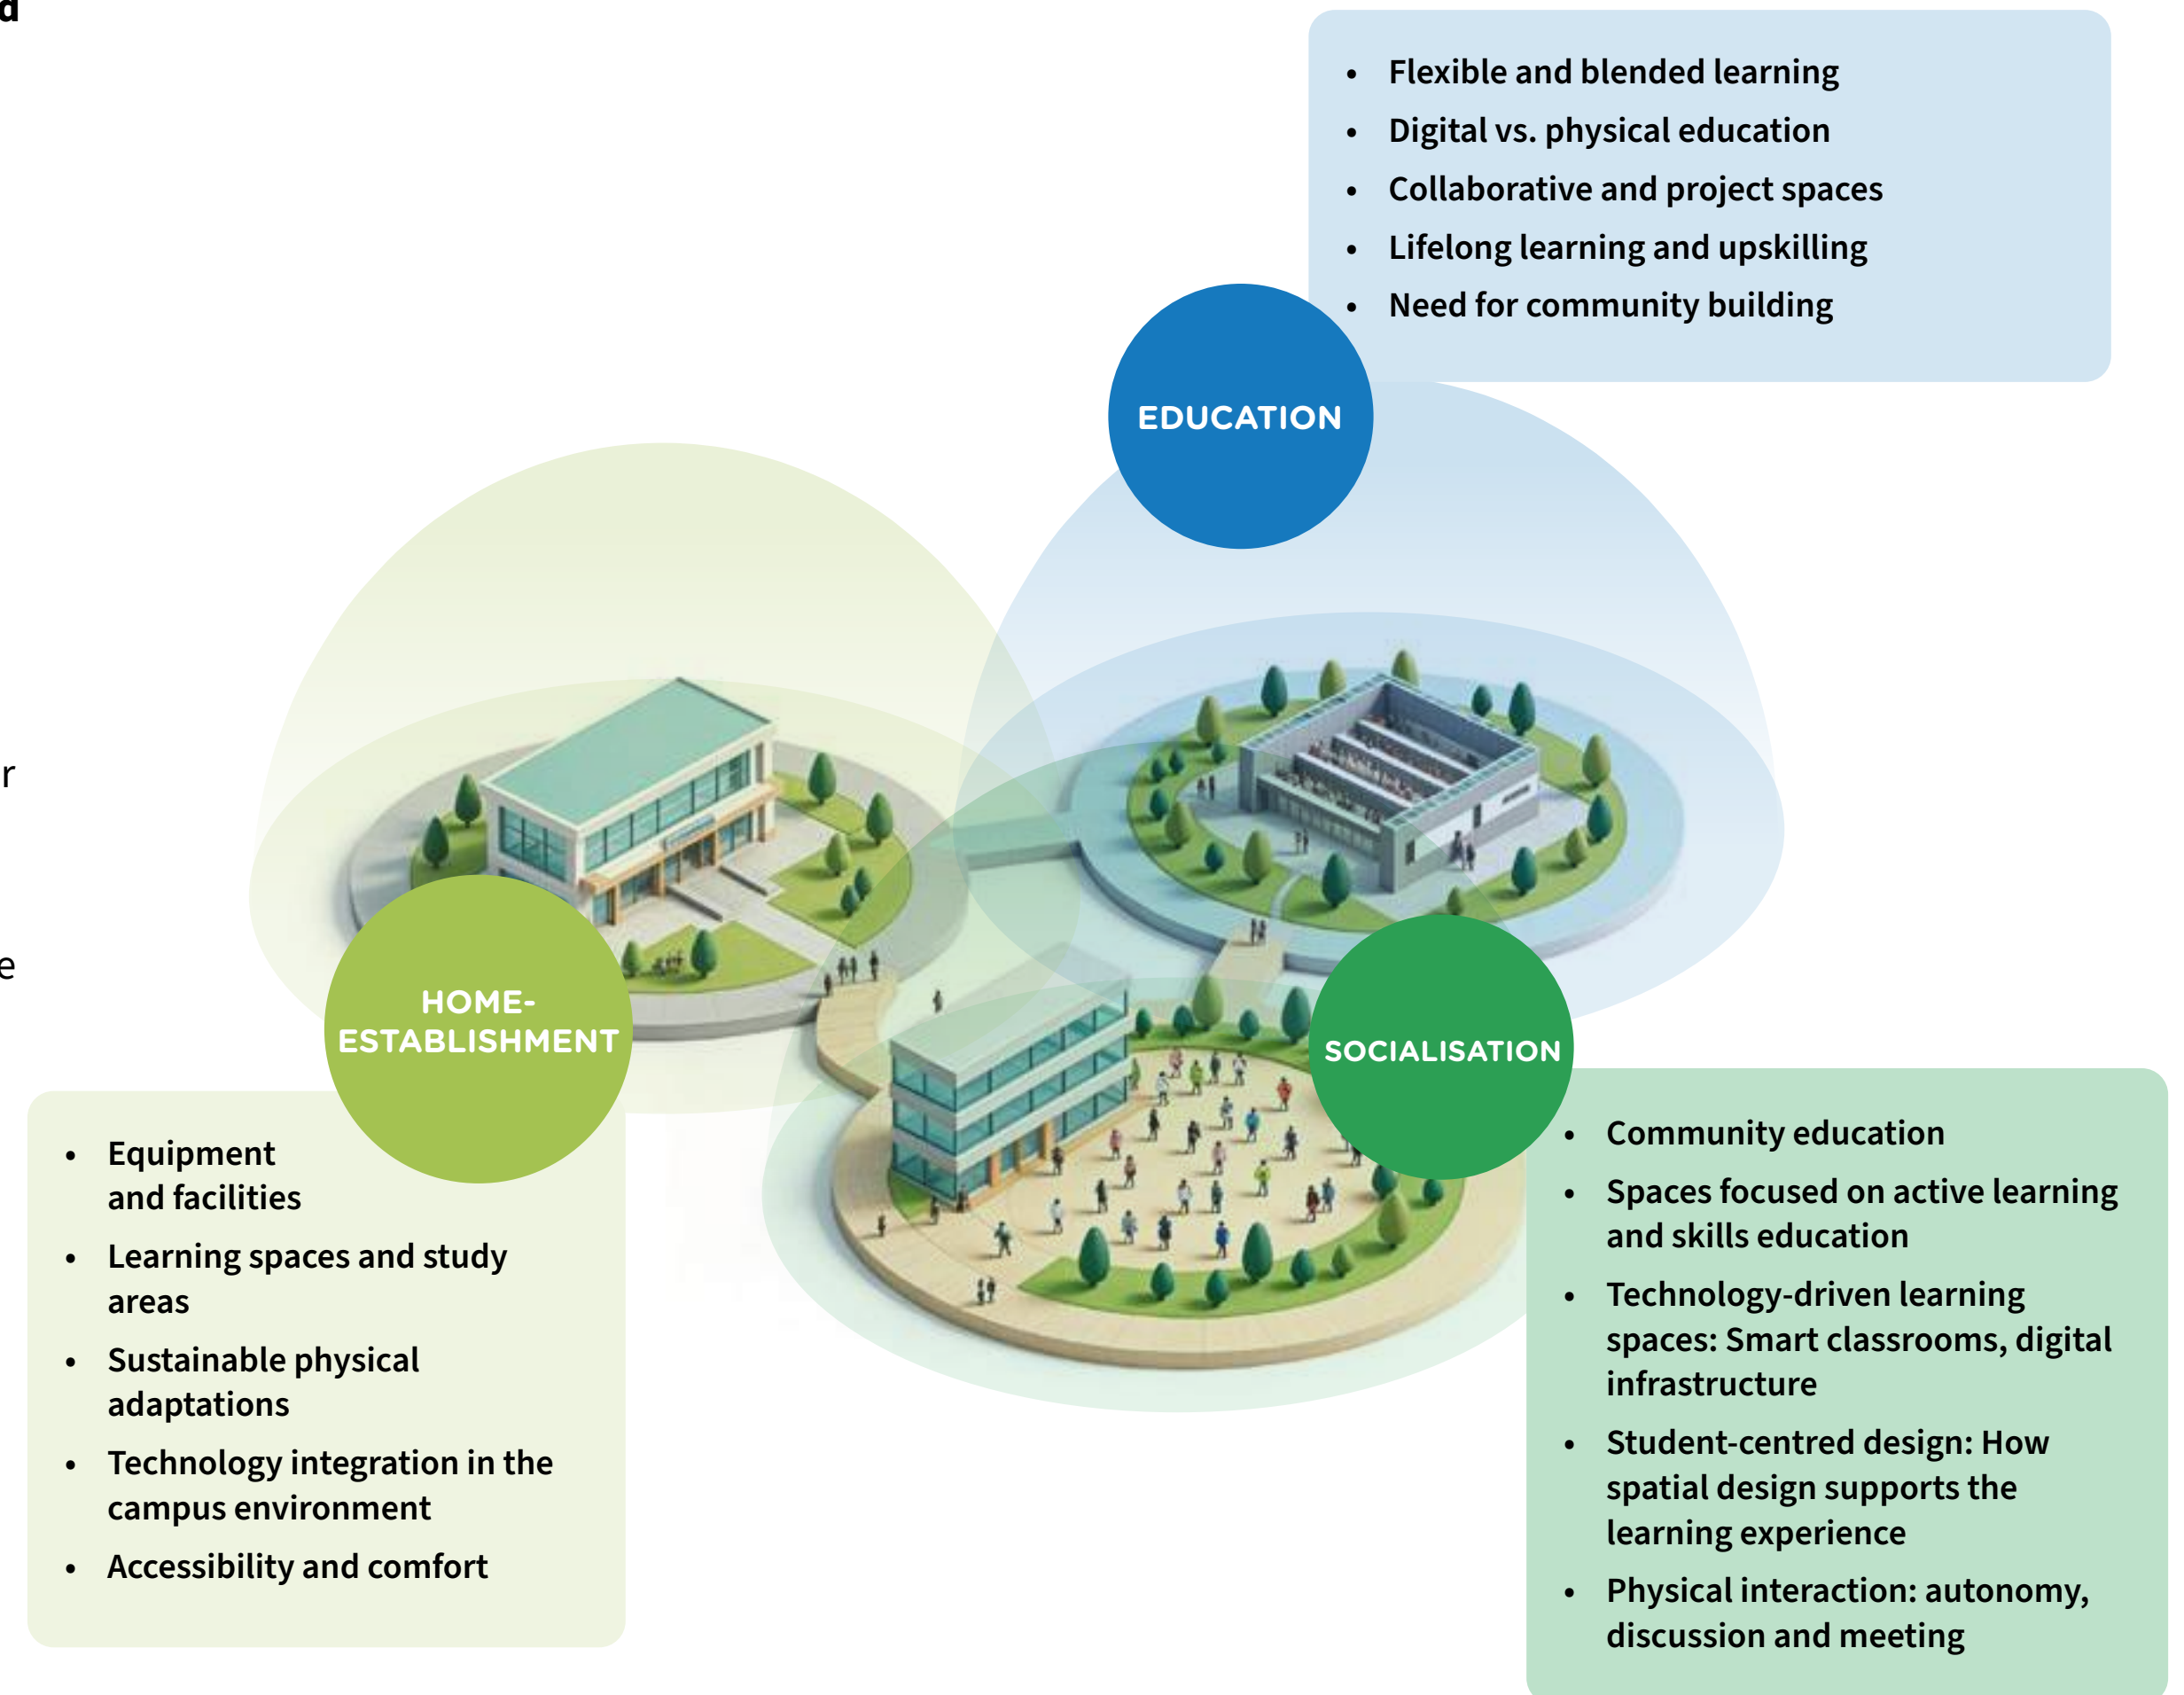 d
r
e
• Flexible and blended learning
• Digital vs. physical education
• Collaborative and project spaces
• Lifelong learning and upskilling
• Need for community building
EDUCATION
HOME-
ESTABLISHMENT
• Equipment
and facilities
• Learning spaces and study
areas
• Sustainable physical
adaptations
• Technology integration in the
campus environment
• Accessibility and comfort
SOCIALISATION
• Community education
• Spaces focused on active learning
and skills education
• Technology-driven learning
spaces: Smart classrooms, digital
infrastructure
• Student-centred design: How
spatial design supports the
learning experience
• Physical interaction: autonomy,
discussion and meeting